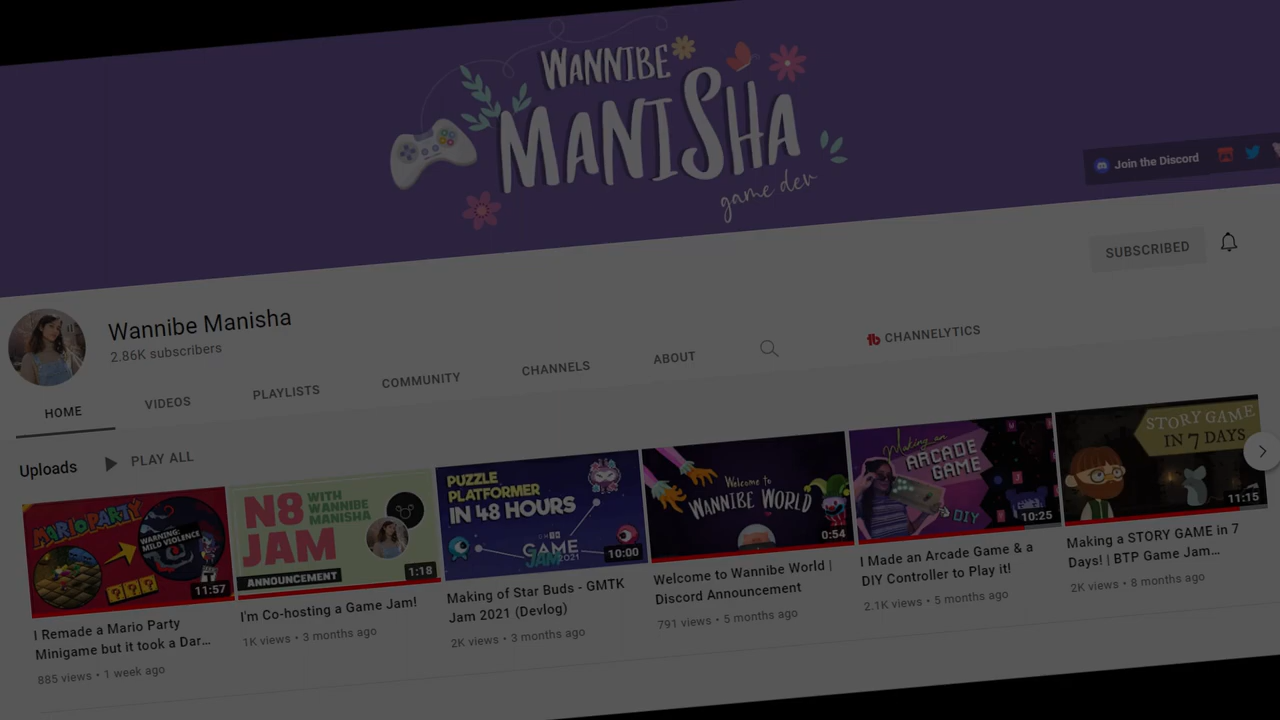 WANNIBE
MANISHA
game dev
Join the Discord
SUBSCRIBED
Wannibe Manisha
2.86K subscribers
HOME
VIDEOS
PLAYLISTS
COMMUNITY
CHANNELS
ABOUT
CHANNELYTICS
Uploads
PLAY ALL
MARIO PARTY
WARNING:
MILD VIOLENCE
???
11:57
I Remade a Mario Party
Minigame but it took a Dar...
885 views • 1 week ago
N8 WITH
WANNIBE
MANISHA
JAM
ANNOUNCEMENT
1:18
I'm Co-hosting a Game Jam!
1K views • 3 months ago
PUZZLE
PLATFORMER
IN 48 HOURS
GAME
JAM 2021
10:00
Making of Star Buds - GMTK
Jam 2021 (Devlog)
2K views • 3 months ago
Welcome to
WANNIBE WORLD
0:54
Welcome to Wannibe World |
Discord Announcement
791 views • 5 months ago
Making an
ARCADE
GAME
DIY
10:25
I Made an Arcade Game & a
DIY Controller to Play it!
2.1K views • 5 months ago
STORY GAME
IN 7 DAYS
11:15
Making a STORY GAME in 7
Days! | BTP Game Jam...
2K views • 8 months ago